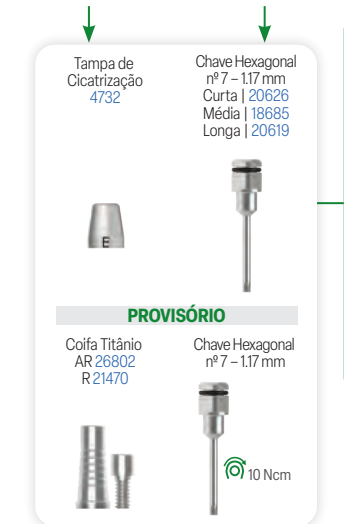 Tampa de
Cicatrização
4732
Chave Hexagonal
nº 7 – 1.17 mm
Curta | 20626
Média | 18685
Longa | 20619
E
PROVISÓRIO
Coifa Titânio
AR 26802
R 21470
Chave Hexagonal
nº 7 – 1.17 mm
10 Ncm